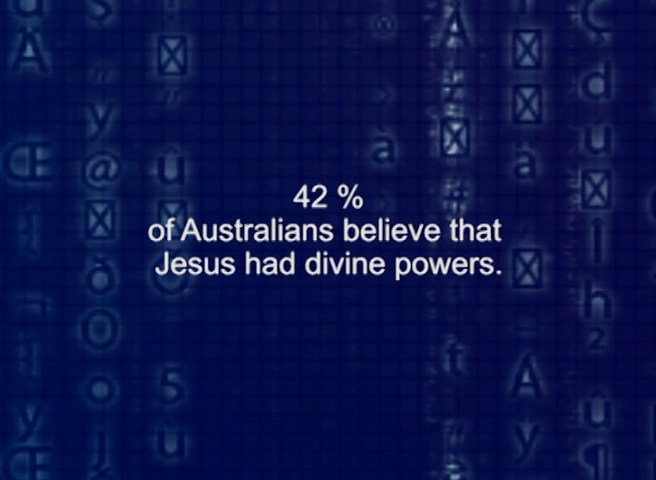 42 %
of Australians believe that
Jesus had divine powers.